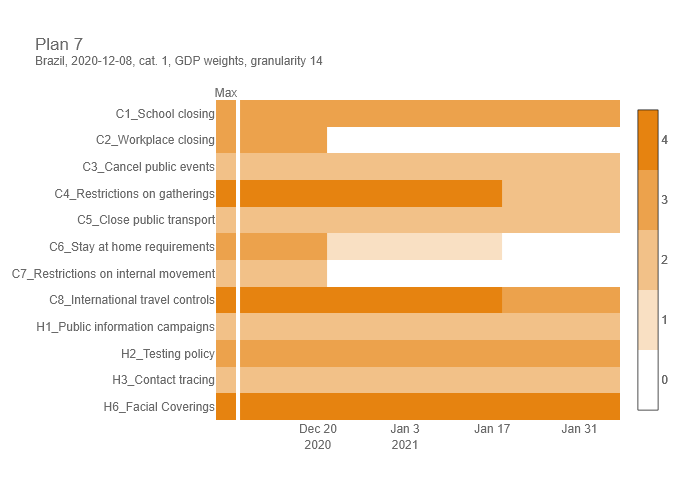 Plan 7
Brazil, 2020-12-08, cat. 1, GDP weights, granularity 14
Max
C1_School closing
C2_Workplace closing
C3_Cancel public events
C4_Restrictions on gatherings
C5_Close public transport
C6_Stay at home requirements
C7_Restrictions on internal movement
C8_International travel controls
H1_Public information campaigns
H2_Testing policy
H3_Contact tracing
H6_Facial Coverings
Dec 20 Jan 3 Jan 17 Jan 31
2020 2021
4
3
2
1
0